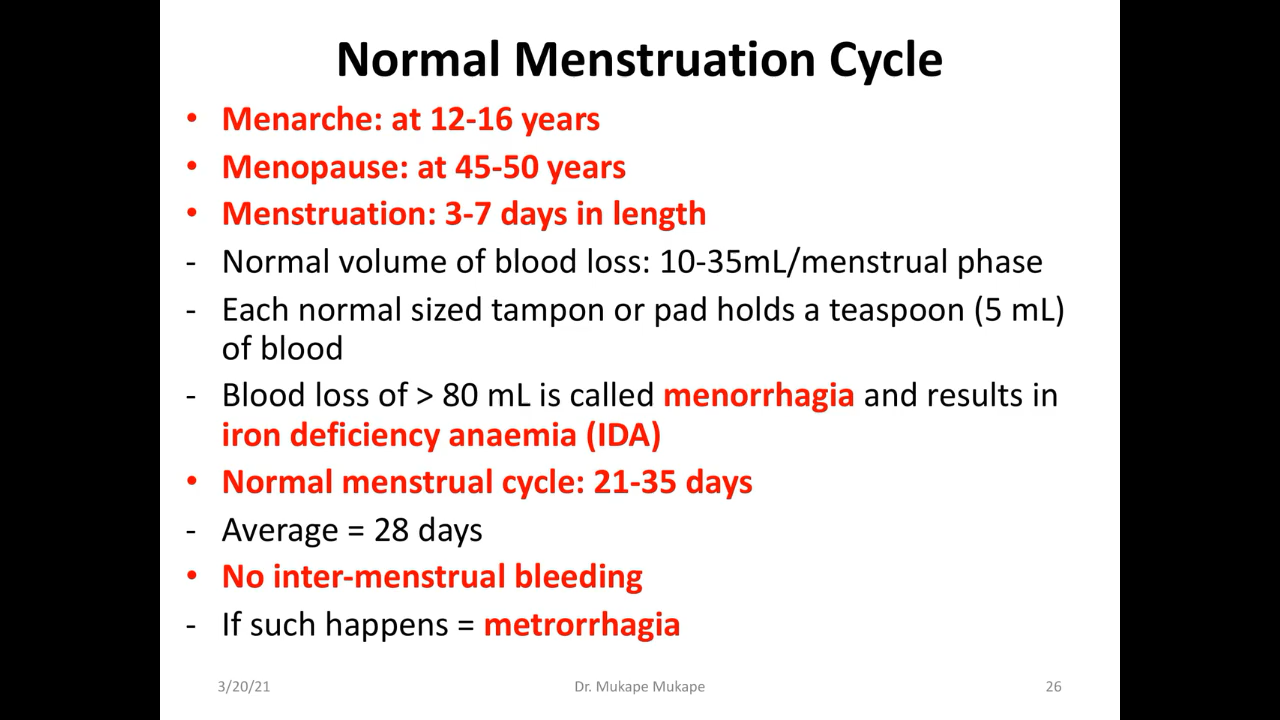 Normal Menstruation Cycle
• Menarche: at 12-16 years
• Menopause: at 45-50 years
• Menstruation: 3-7 days in length
- Normal volume of blood loss: 10-35mL/menstrual phase
- Each normal sized tampon or pad holds a teaspoon (5 mL)
of blood
- Blood loss of > 80 mL is called menorrhagia and results in
iron deficiency anaemia (IDA)
• Normal menstrual cycle: 21-35 days
- Average = 28 days
• No inter-menstrual bleeding
- If such happens = metrorrhagia
3/20/21 Dr. Mukape Mukape 26